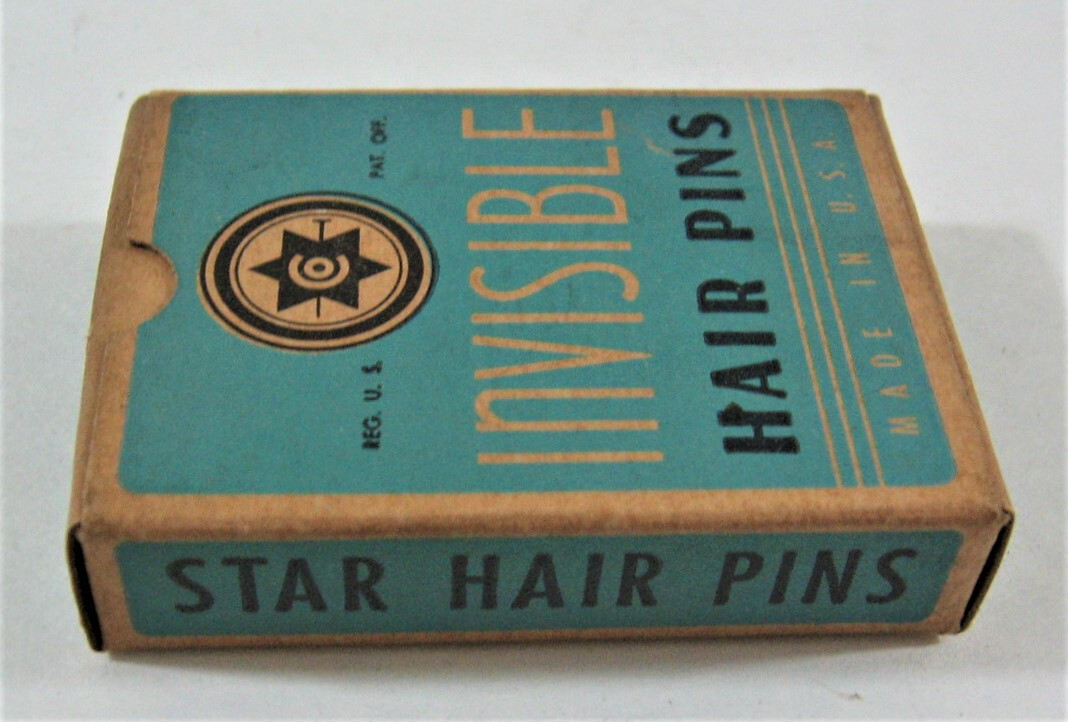 REG. U. S. PAT. OFF.
INVISIBLE
HAIR PINS
MADE IN U.S.A.
STAR HAIR PINS